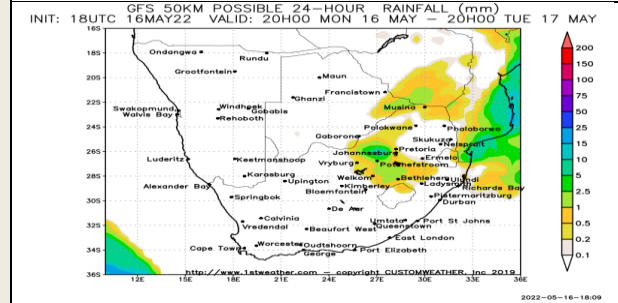 GFS 50KM POSSIBLE 24-HOUR RAINFALL (mm)
INIT: 18UTC 16MAY22 VALID: 20H00 MON 16 MAY - 20H00 TUE 17 MAY
16S
18S
20S
22S
24S
26S
28S
30S
32S
34S
36S
Ondangwa
Rundu
Grootfontein
Maun
Francistown
Ghanzi
Musina
Swakopmund
Walvis Bay
Windhoek
Gobabis
Rehoboth
Polokwane
Phalaborwa
Gaborone
Skukuza
Pretoria
Nelspruit
Johannesburg
Ermelo
Luderitz
Keetmanshoop
Vryburg
Potchefstroom
Karasburg
Upington
Welkom
Bethlehem
Ulundi
Alexander Bay
Kimberley
Ladysmith
Richards Bay
Bloemfontein
Springbok
Pietermaritzburg
Durban
De Aar
Calvinia
Vredendal
Umtata
Port St Johns
Beaufort West
Queenstown
East London
Cape Town
Worcester
Oudtshoorn
George
Port Elizabeth
http://www.1stweather.com - copyright CUSTOMWEATHER, Inc 2019
12E 15E 18E 21E 24E 27E 30E 33E 36E
200
150
100
75
50
25
15
10
5
2.5
1
0.5
0.2
0.1
2022-05-16-18:09